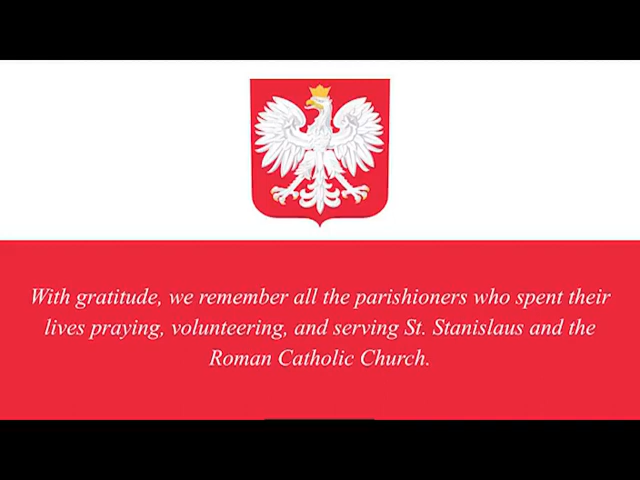 With gratitude, we remember all the parishioners who spent their
lives praying, volunteering, and serving St. Stanislaus and the
Roman Catholic Church.